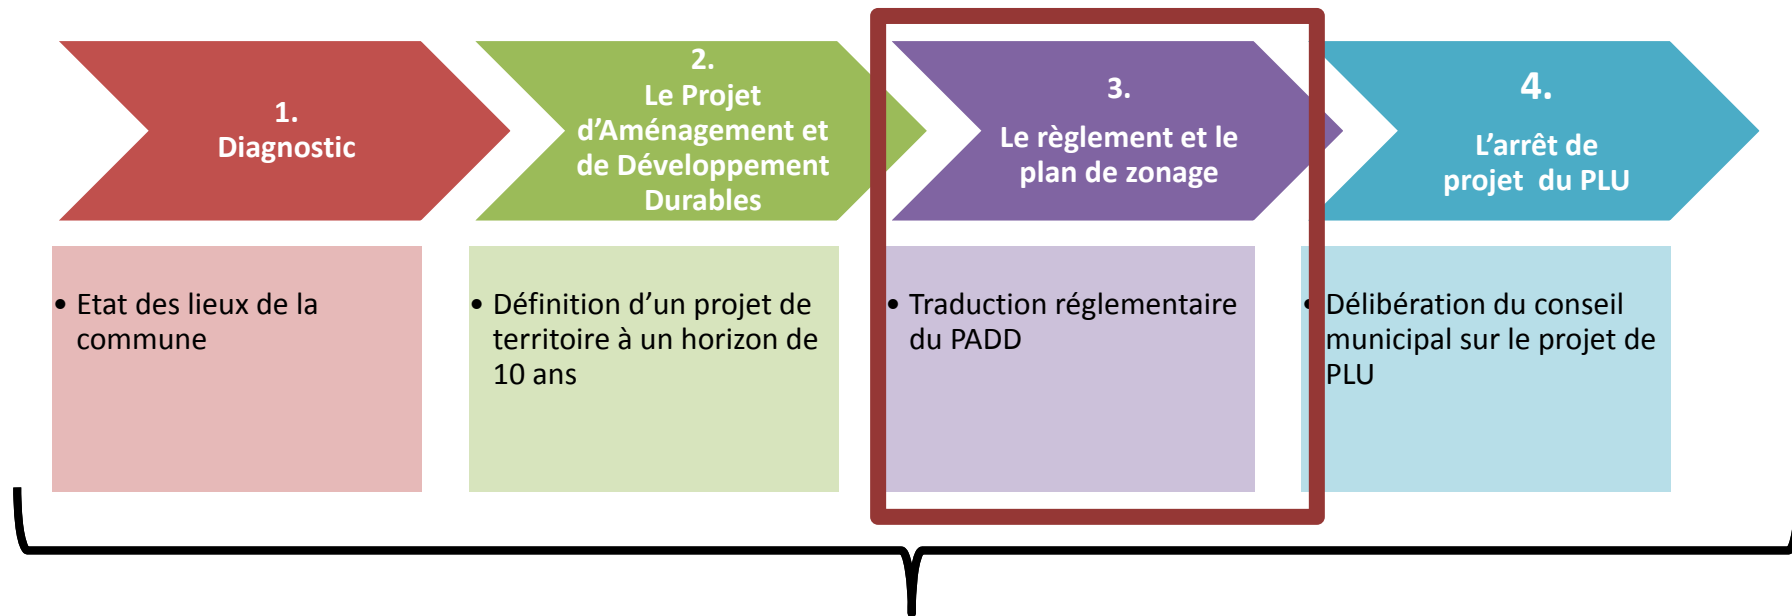 1.
Diagnostic
2.
Le Projet
d’Aménagement et
de Développement
Durables
3.
Le règlement et le
plan de zonage
4.
L’arrêt de
projet du PLU
• Etat des lieux de la
commune
• Définition d’un projet de
territoire à un horizon de
10 ans
• Traduction réglementaire
du PADD
• Délibération du conseil
municipal sur le projet de
PLU